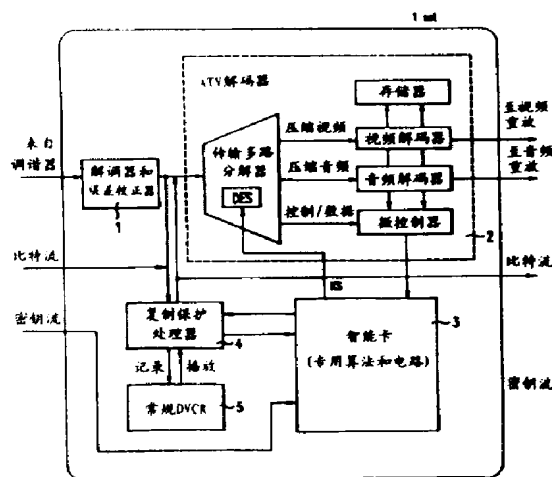 ATV解码器
存储器
压缩视频
视频解码器
至视频
重放
来自
调谐器
解调器和
误差校正器
1
传输多路
分解器
DES
压缩音频
音频解码器
至音频
重放
控制/数据
微控制器
2
比特流
比特流
KS
密钥流
复制保护
处理器
4
智能卡
(专用算法和电路)
3
记录
播放
常规DVCR
5
密钥流